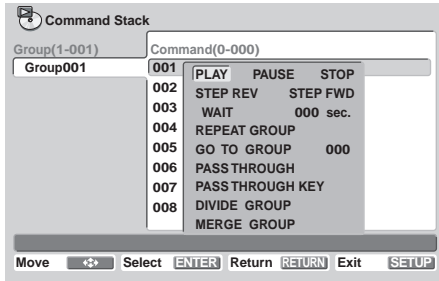 Command Stack
Group(1-001) Command(0-000)
Group001 001 PLAY PAUSE STOP
002 STEP REV STEP FWD
003 WAIT 000 sec.
004 REPEAT GROUP
005 GO TO GROUP 000
006 PASS THROUGH
007 PASS THROUGH KEY
008 DIVIDE GROUP
MERGE GROUP
Move Select ENTER Return RETURN Exit SETUP